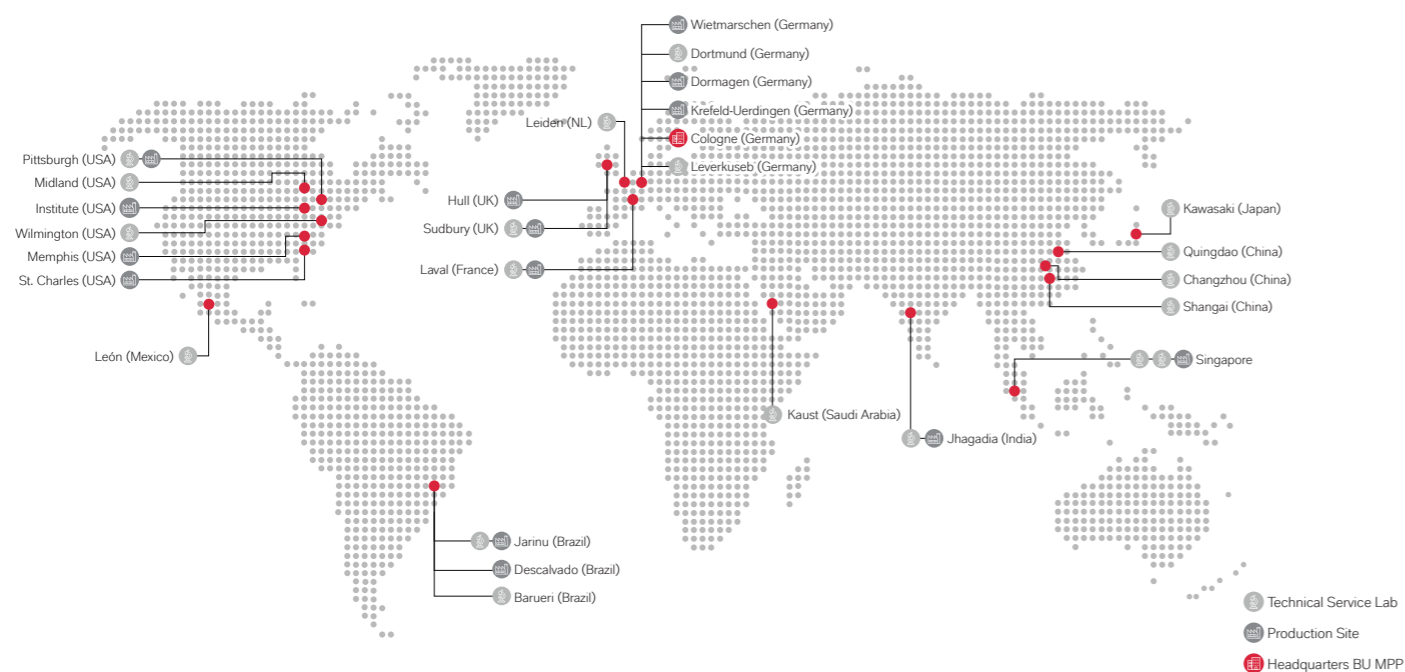 Wietmarschen (Germany)
Dortmund (Germany)
Dormagen (Germany)
Krefeld-Uerdingen (Germany)
Cologne (Germany)
Leverkuseb (Germany)
Leiden (NL)
Hull (UK)
Sudbury (UK)
Laval (France)
Pittsburgh (USA)
Midland (USA)
Institute (USA)
Wilmington (USA)
Memphis (USA)
St. Charles (USA)
León (Mexico)
Kawasaki (Japan)
Quingdao (China)
Changzhou (China)
Shangai (China)
Singapore
Kaust (Saudi Arabia)
Jhagadia (India)
Jarinu (Brazil)
Descalvado (Brazil)
Barueri (Brazil)
Technical Service Lab
Production Site
Headquarters BU MPP